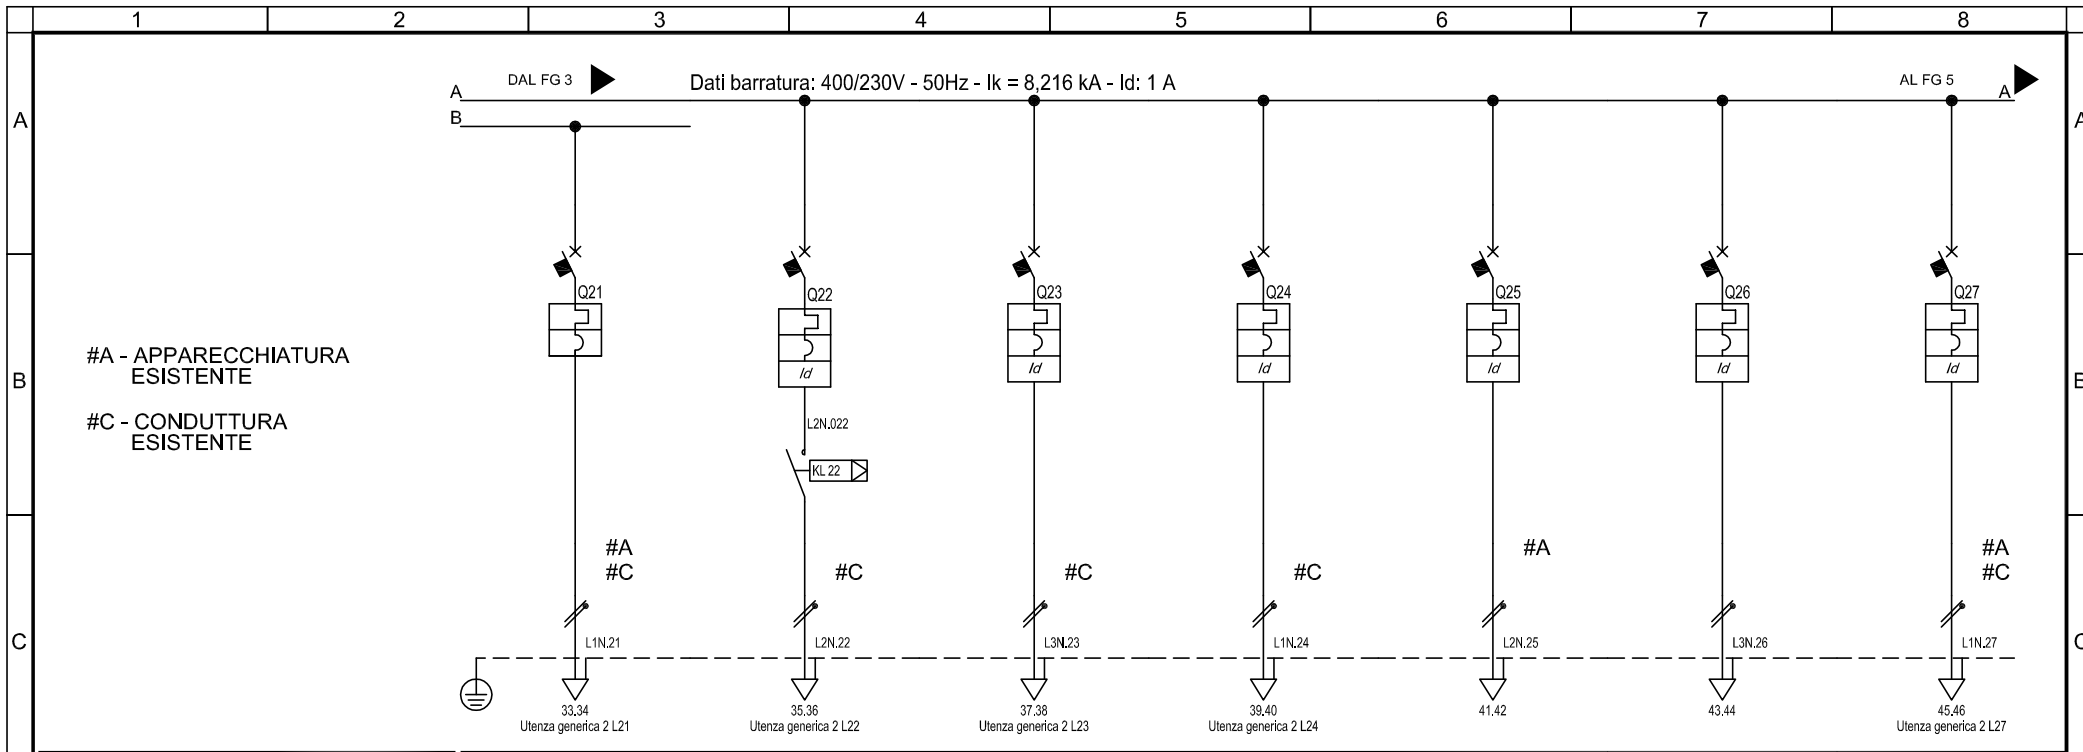 1 2 3 4 5 6 7 8
DAL FG 3
Dati barratura: 400/230V - 50Hz - Ik = 8,216 kA - Id: 1 A
AL FG 5
A A
B
A A
Q21 Q22 Q23 Q24 Q25 Q26 Q27
#A - APPARECCHIATURA
ESISTENTE
#C - CONDUTTURA
ESISTENTE
B B
Id Id Id Id Id Id
L2N.022
KL 22
#A #A #A
#C #C #C #C #C
C C
L1N.21 L2N.22 L3N.23 L1N.24 L2N.25 L3N.26 L1N.27
33.34 35.36 37.38 39.40 41.42 43.44 45.46
Utenza generica 2 L21 Utenza generica 2 L22 Utenza generica 2 L23 Utenza generica 2 L24 Utenza generica 2 L27